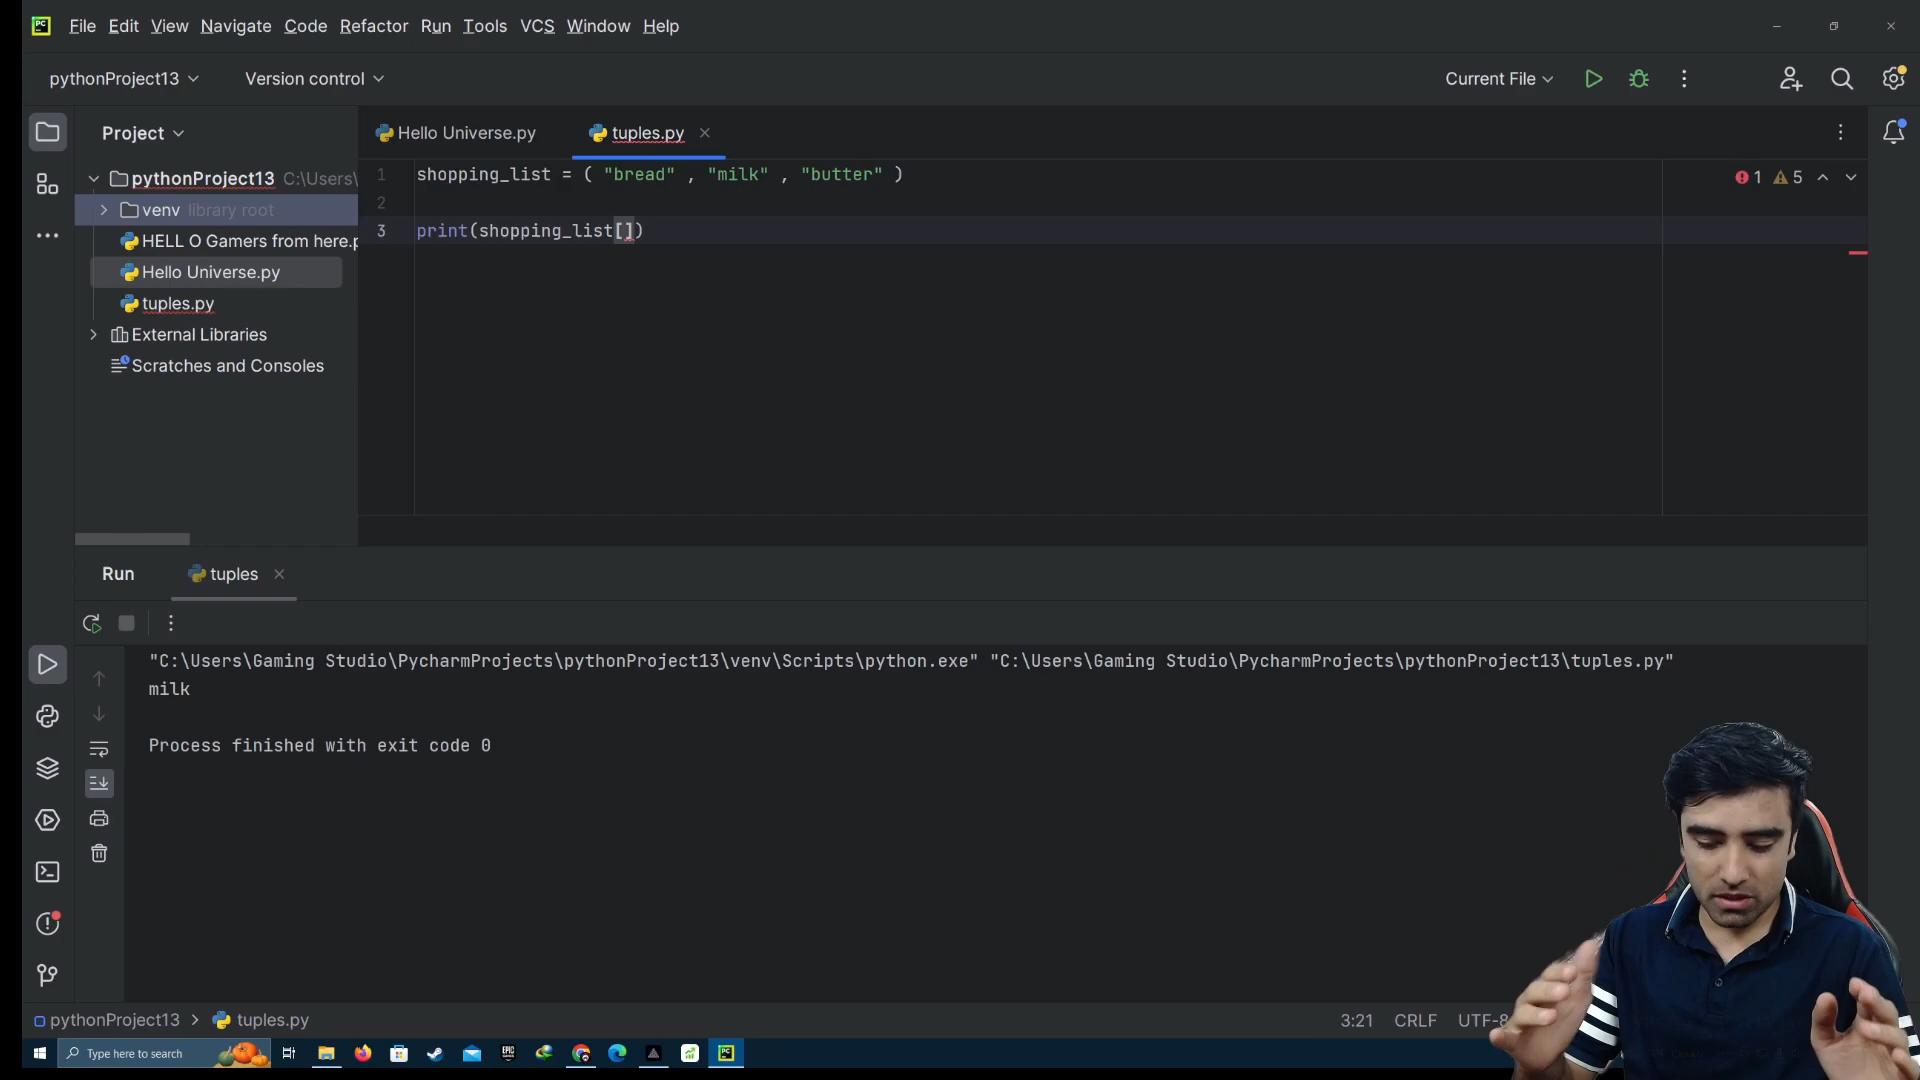 File Edit View Navigate Code Refactor Run Tools VCS Window Help
pythonProject13 Version control Current File
Project Hello Universe.py tuples.py
pythonProject13 C:\Users\
venv library root
HELL O Gamers from here.p
Hello Universe.py
tuples.py
External Libraries
Scratches and Consoles
1 shopping_list = ( "bread" , "milk" , "butter" ) 1 5
2
3 print(shopping_list[])
Run tuples
"C:\Users\Gaming Studio\PycharmProjects\pythonProject13\venv\Scripts\python.exe" "C:\Users\Gaming Studio\PycharmProjects\pythonProject13\tuples.py"
milk
Process finished with exit code 0
pythonProject13 > tuples.py 3:21 CRLF UTF-8
Type here to search